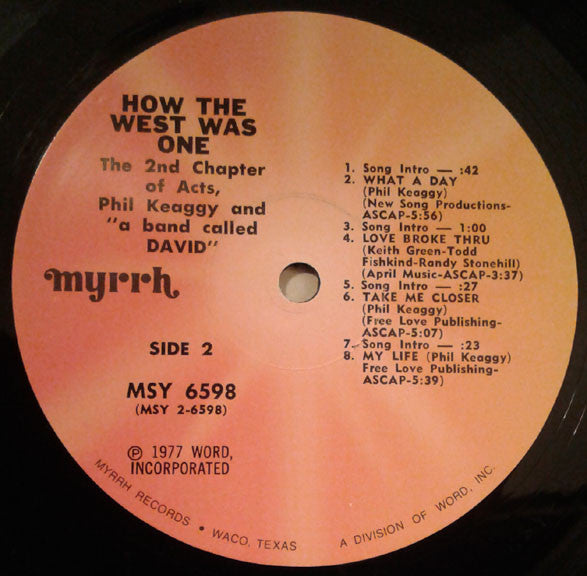 HOW THE
WEST WAS
ONE
The 2nd Chapter
of Acts,
Phil Keaggy and
"a band called
DAVID"
myrrh
SIDE 2
MSY 6598
(MSY 2-6598)
℗ 1977 WORD,
INCORPORATED
1. Song Intro — :42
2. WHAT A DAY
(Phil Keaggy)
(New Song Productions-
ASCAP-5:56)
3. Song Intro — 1:00
4. LOVE BROKE THRU
(Keith Green-Todd
Fishkind-Randy Stonehill)
(April Music-ASCAP-3:37)
5. Song Intro — :27
6. TAKE ME CLOSER
(Phil Keaggy)
(Free Love Publishing-
ASCAP-5:07)
7. Song Intro — :23
8. MY LIFE (Phil Keaggy)
Free Love Publishing-
ASCAP-5:39)
MYRRH RECORDS • WACO, TEXAS A DIVISION OF WORD, INC.